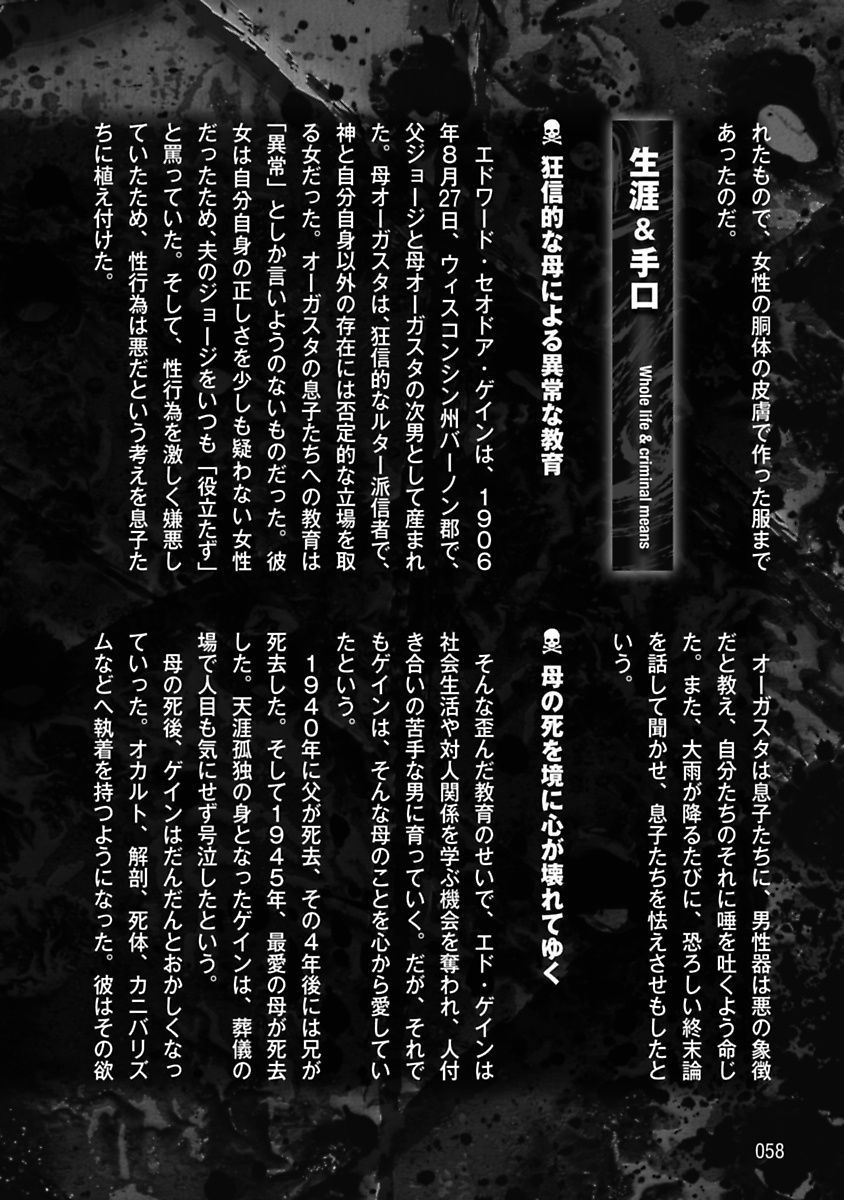 れたもので、女性の胴体の皮膚で作った服まで
あったのだ。
生涯&手口 Whole life & criminal means
狂信的な母による異常な教育
エドワード・セオドア・ゲインは、1906
年8月27日、ウィスコンシン州バーノン郡で、
父ジョージと母オーガスタの次男として産まれ
た。母オーガスタは、狂信的なルター派信者で、
神と自分自身以外の存在には否定的な立場を取
る女だった。オーガスタの息子たちへの教育は
「異常」としか言いようのないものだった。彼
女は自分自身の正しさを少しも疑わない女性
だったため、夫のジョージをいつも「役立たず」
と罵っていた。そして、性行為を激しく嫌悪し
ていたため、性行為は悪だという考えを息子た
ちに植え付けた。
オーガスタは息子たちに、男性器は悪の象徴
だと教え、自分たちのそれに唾を吐くよう命じ
た。また、大雨が降るたびに、恐ろしい終末論
を話して聞かせ、息子たちを怯えさせもしたと
いう。
母の死を境に心が壊れてゆく
そんな歪んだ教育のせいで、エド・ゲインは
社会生活や対人関係を学ぶ機会を奪われ、人付
き合いの苦手な男に育っていく。だが、それで
もゲインは、そんな母のことを心から愛してい
たという。
1940年に父が死去、その4年後には兄が
死去した。そして1945年、最愛の母が死去
した。天涯孤独の身となったゲインは、葬儀の
場で人目も気にせず号泣したという。
母の死後、ゲインはだんだんとおかしくなっ
ていった。オカルト、解剖、死体、カニバリズ
ムなどへ執着を持つようになった。彼はその欲
058